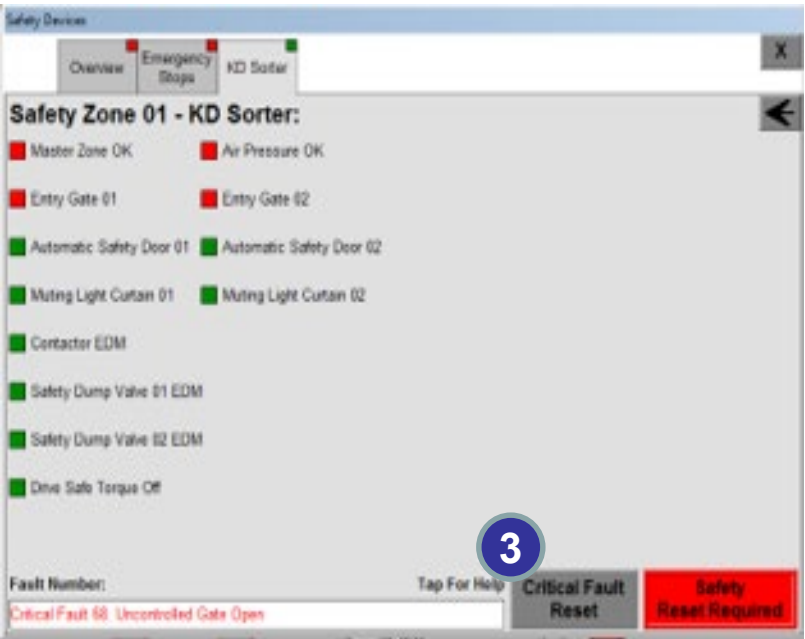 Safety Devices
Overview
Emergency
Stops
KD Sorter
X
Safety Zone 01 - KD Sorter:
Master Zone OK
Air Pressure OK
Entry Gate 01
Entry Gate 02
Automatic Safety Door 01
Automatic Safety Door 02
Muting Light Curtain 01
Muting Light Curtain 02
Contactor EDM
Safety Dump Valve 01 EDM
Safety Dump Valve 02 EDM
Drive Safe Torque Off
3
Fault Number:
Tap For Help
Critical Fault
Reset
Safety
Reset Required
Critical Fault 68 Uncontrolled Gate Open